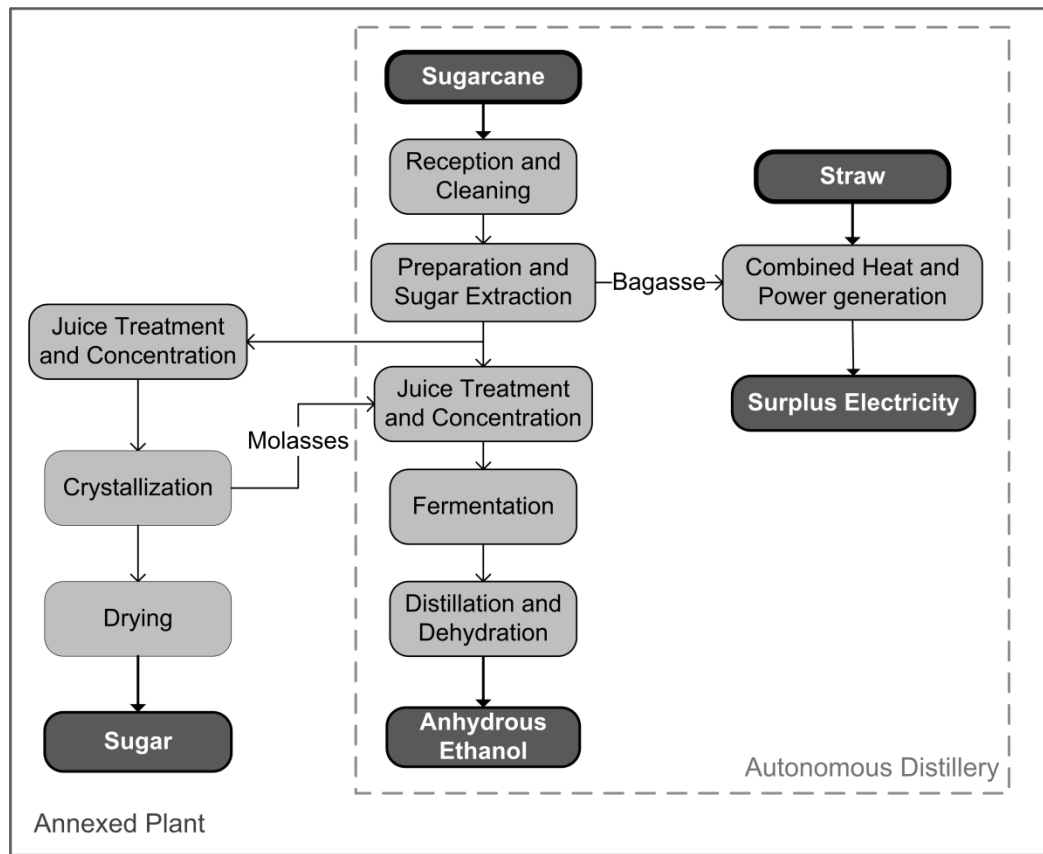 Sugarcane
Reception and
Cleaning
Straw
Preparation and
Sugar Extraction
Bagasse
Combined Heat and
Power generation
Juice Treatment
and Concentration
Juice Treatment
and Concentration
Surplus Electricity
Molasses
Crystallization
Fermentation
Drying
Distillation and
Dehydration
Sugar
Anhydrous
Ethanol
Autonomous Distillery
Annexed Plant